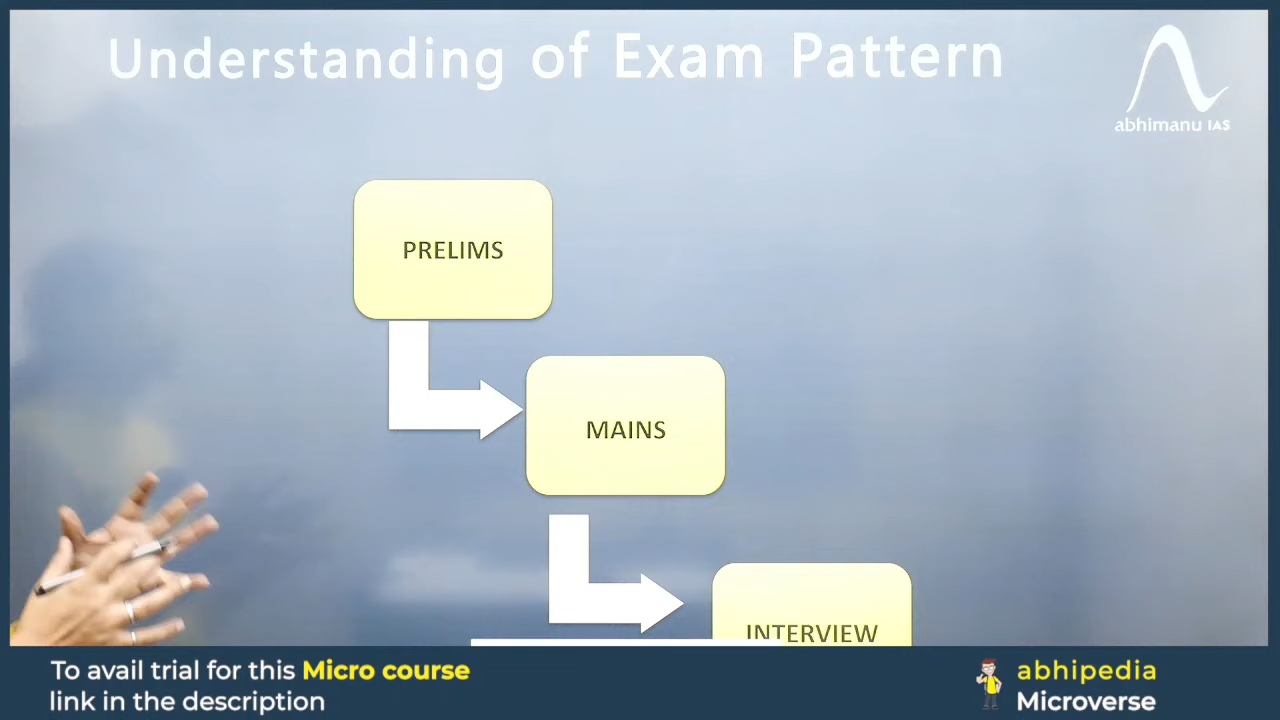 Understanding of Exam Pattern
abhimanu IAS
PRELIMS
MAINS
INTERVIEW
To avail trial for this Micro course
link in the description
abhipedia
Microverse